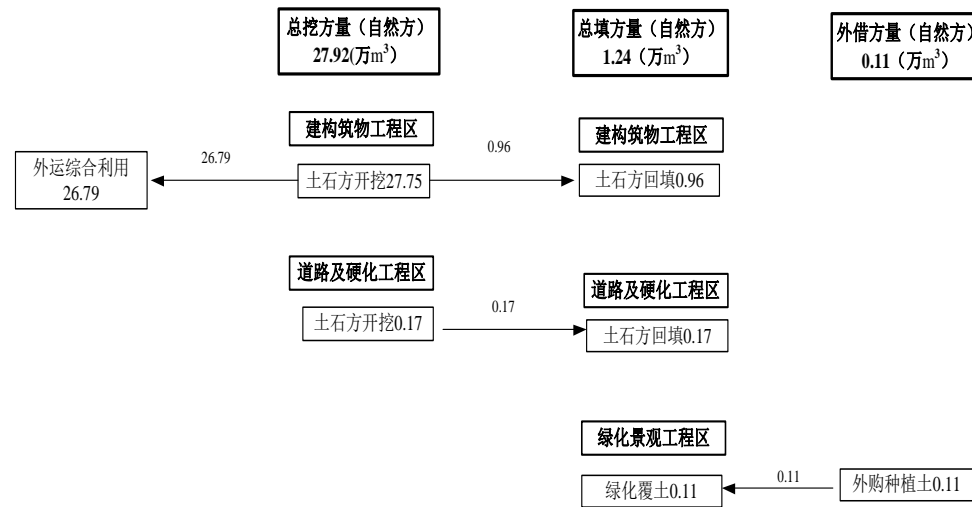 总挖方量（自然方）
27.92(万m³）
总填方量（自然方）
1.24（万m³）
外借方量（自然方）
0.11（万m³）
建构筑物工程区
建构筑物工程区
外运综合利用
26.79
26.79
土石方开挖27.75
0.96
土石方回填0.96
道路及硬化工程区
道路及硬化工程区
土石方开挖0.17
0.17
土石方回填0.17
绿化景观工程区
绿化覆土0.11
0.11
外购种植土0.11